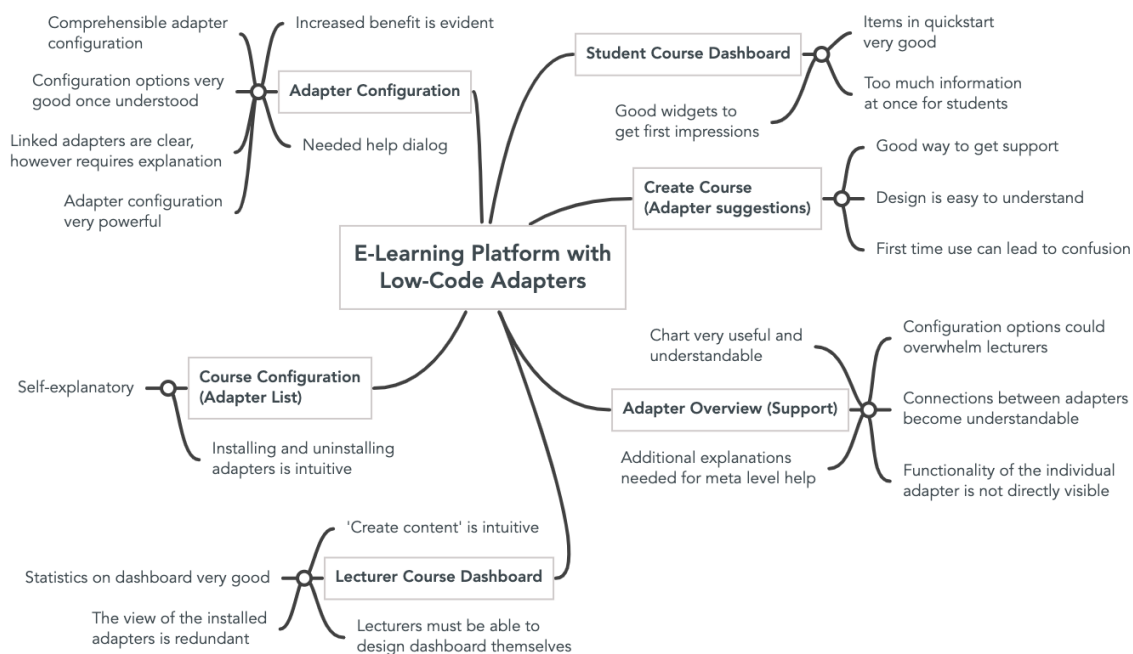 E-Learning Platform with
Low-Code Adapters
Adapter Configuration
Comprehensible adapter
configuration
Configuration options very
good once understood
Linked adapters are clear,
however requires explanation
Adapter configuration
very powerful
Increased benefit is evident
Needed help dialog
Student Course Dashboard
Items in quickstart
very good
Too much information
at once for students
Good widgets to
get first impressions
Create Course
(Adapter suggestions)
Good way to get support
Design is easy to understand
First time use can lead to confusion
Adapter Overview (Support)
Chart very useful and
understandable
Additional explanations
needed for meta level help
Configuration options could
overwhelm lecturers
Connections between adapters
become understandable
Functionality of the individual
adapter is not directly visible
Course Configuration
(Adapter List)
Self-explanatory
Installing and uninstalling
adapters is intuitive
Lecturer Course Dashboard
'Create content' is intuitive
Statistics on dashboard very good
The view of the installed
adapters is redundant
Lecturers must be able to
design dashboard themselves